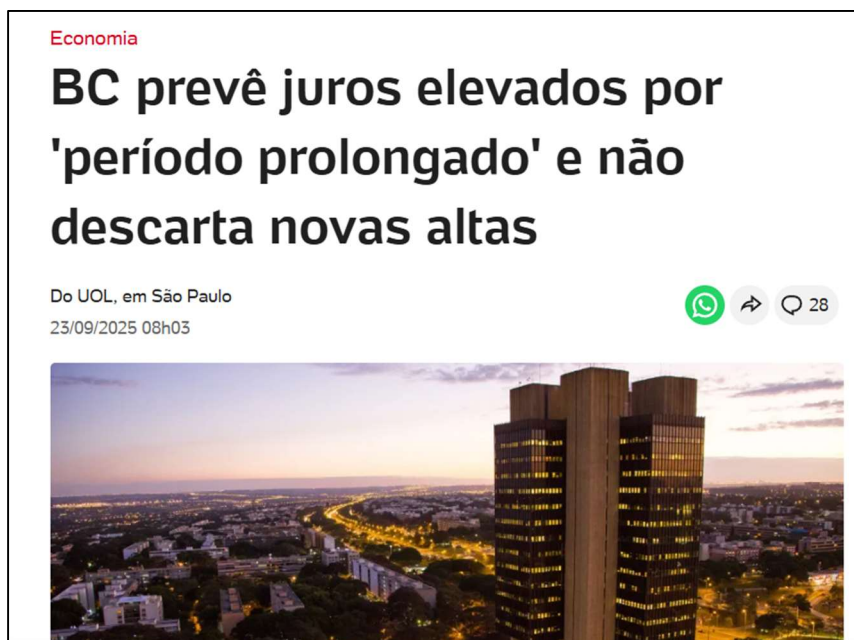 Economia
BC prevê juros elevados por
'período prolongado' e não
descarta novas altas
Do UOL, em São Paulo
23/09/2025 08h03
28